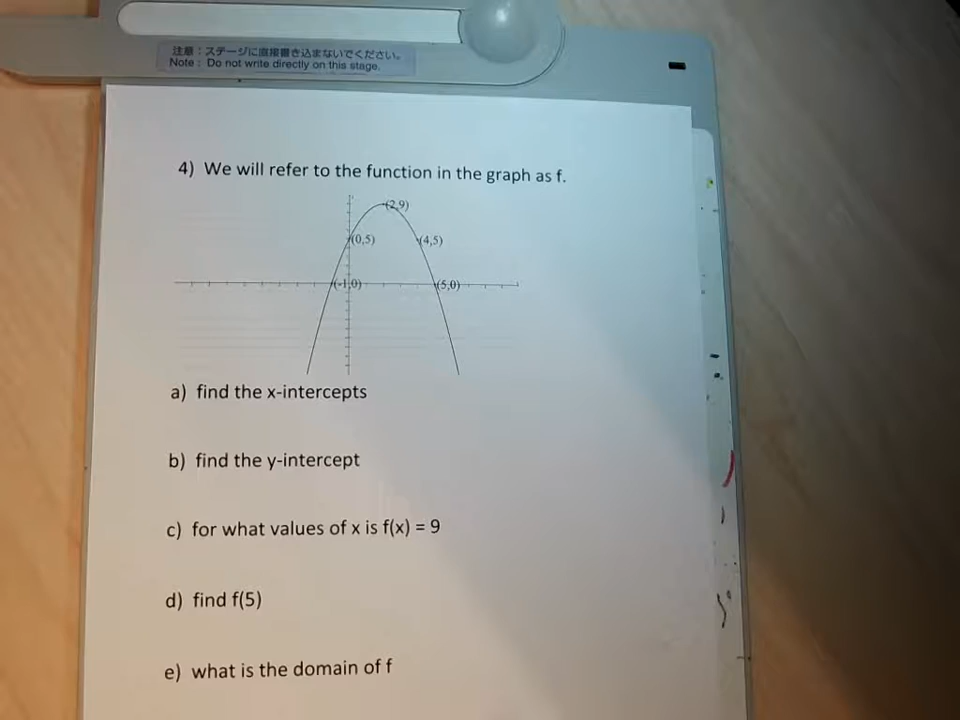 注意：ステージに直接書き込まないでください。
Note : Do not write directly on this stage.
4) We will refer to the function in the graph as f.
(2,9)
(0,5)
(4,5)
(-1,0)
(5,0)
a) find the x-intercepts
b) find the y-intercept
c) for what values of x is f(x) = 9
d) find f(5)
e) what is the domain of f